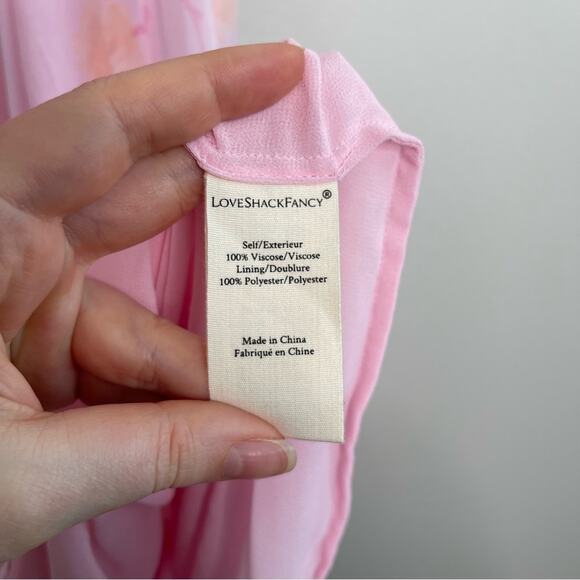 LOVESHACKFANCY®
Self/Exterieur
100% Viscose/Viscose
Lining/Doublure
100% Polyester/Polyester
Made in China
Fabriqué en Chine